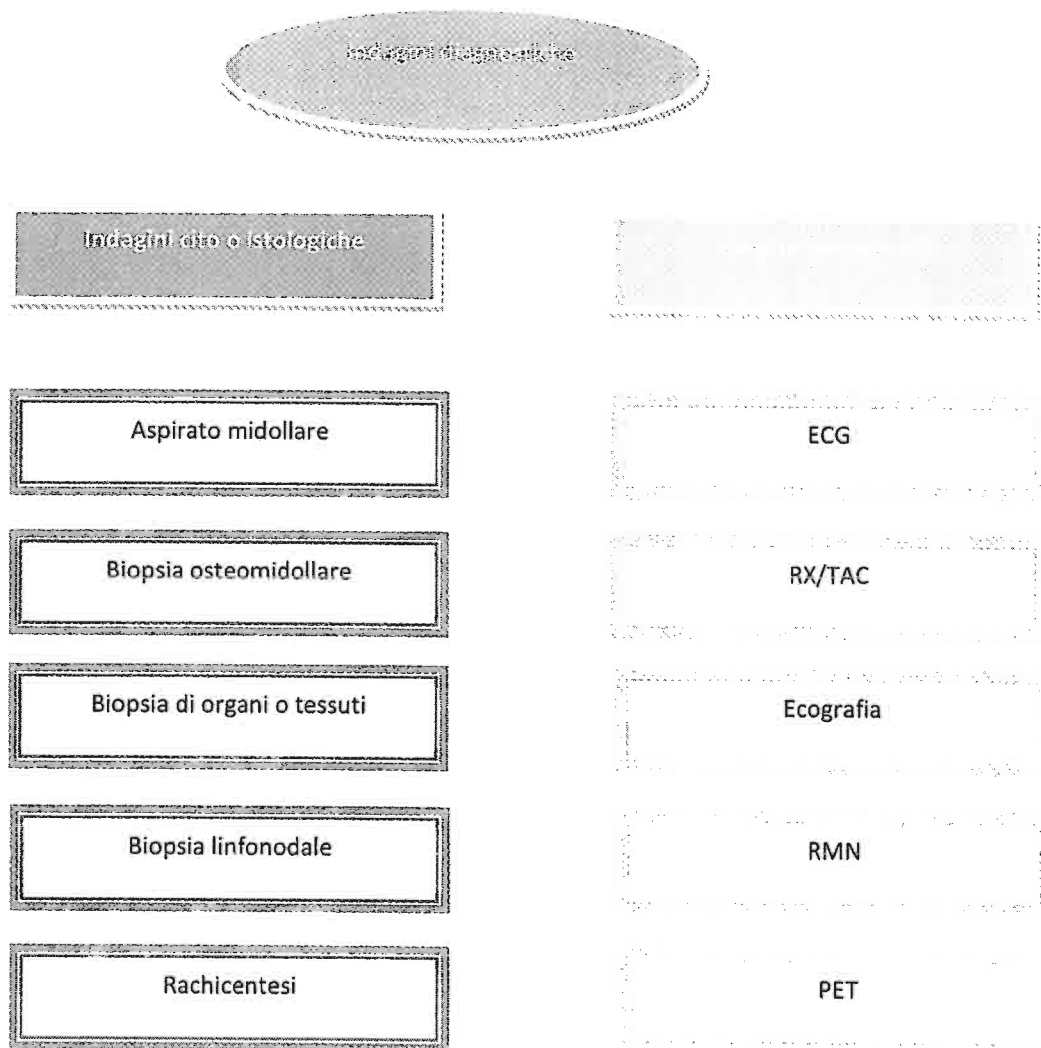 Indagini diagnostiche
Indagini cito o istologiche
Aspirato midollare
ECG
Biopsia osteomidollare
RX/TAC
Biopsia di organi o tessuti
Ecografia
Biopsia linfonodale
RMN
Rachicentesi
PET